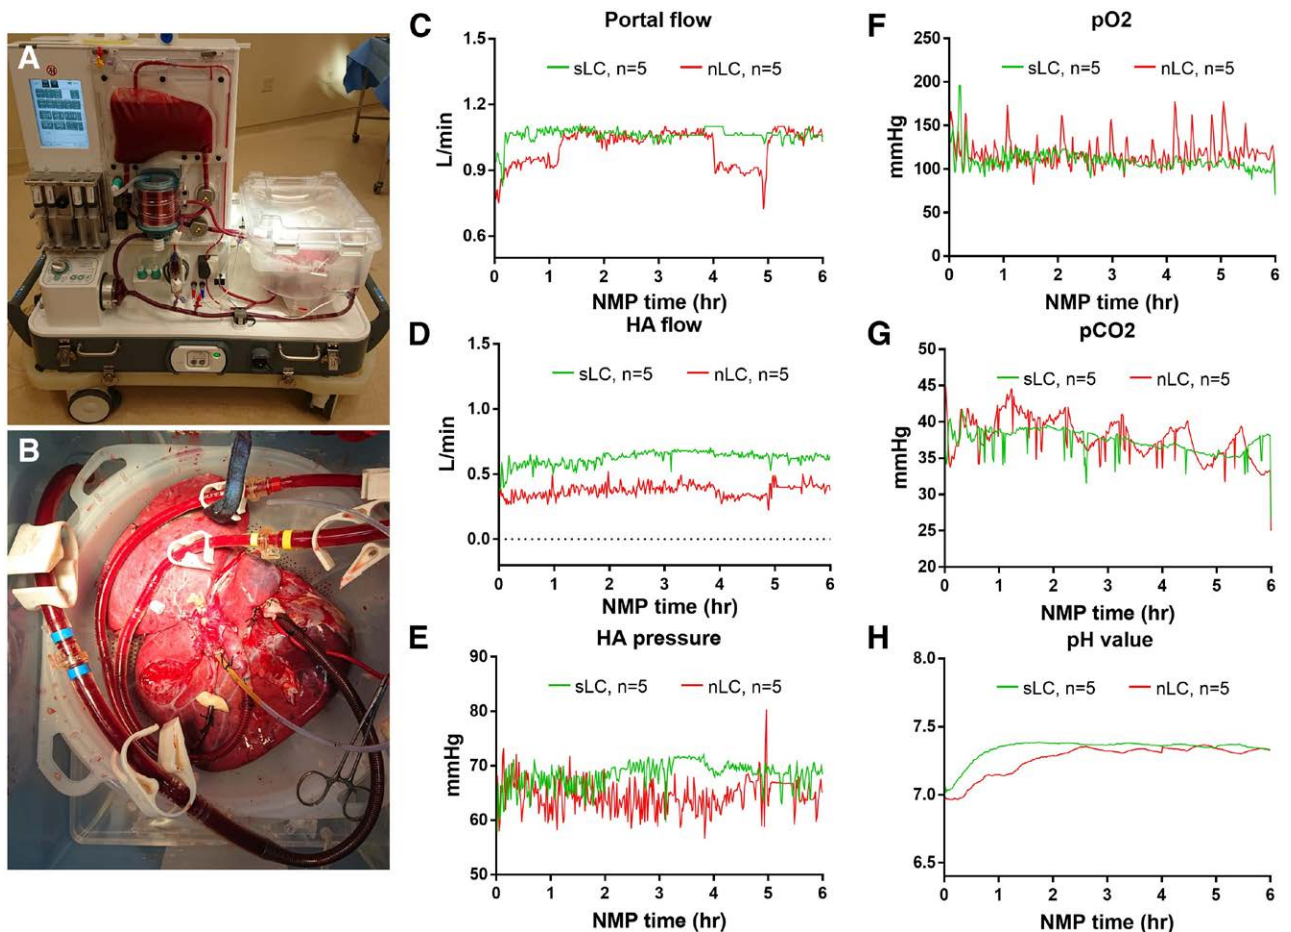 A
B
C
Portal flow
1.5
1.2
0.9
0.6
L/min
sLC, n=5
nLC, n=5
0
1
2
3
4
5
6
NMP time (hr)
D
HA flow
1.5
1.0
0.5
0.0
L/min
sLC, n=5
nLC, n=5
0
1
2
3
4
5
6
NMP time (hr)
E
HA pressure
90
80
70
60
50
mmHg
sLC, n=5
nLC, n=5
0
1
2
3
4
5
6
NMP time (hr)
F
pO2
250
200
150
100
50
0
mmHg
sLC, n=5
nLC, n=5
0
1
2
3
4
5
6
NMP time (hr)
G
pCO2
50
45
40
35
30
25
20
mmHg
sLC, n=5
nLC, n=5
0
1
2
3
4
5
6
NMP time (hr)
H
pH value
8.0
7.5
7.0
6.5
sLC, n=5
nLC, n=5
0
1
2
3
4
5
6
NMP time (hr)